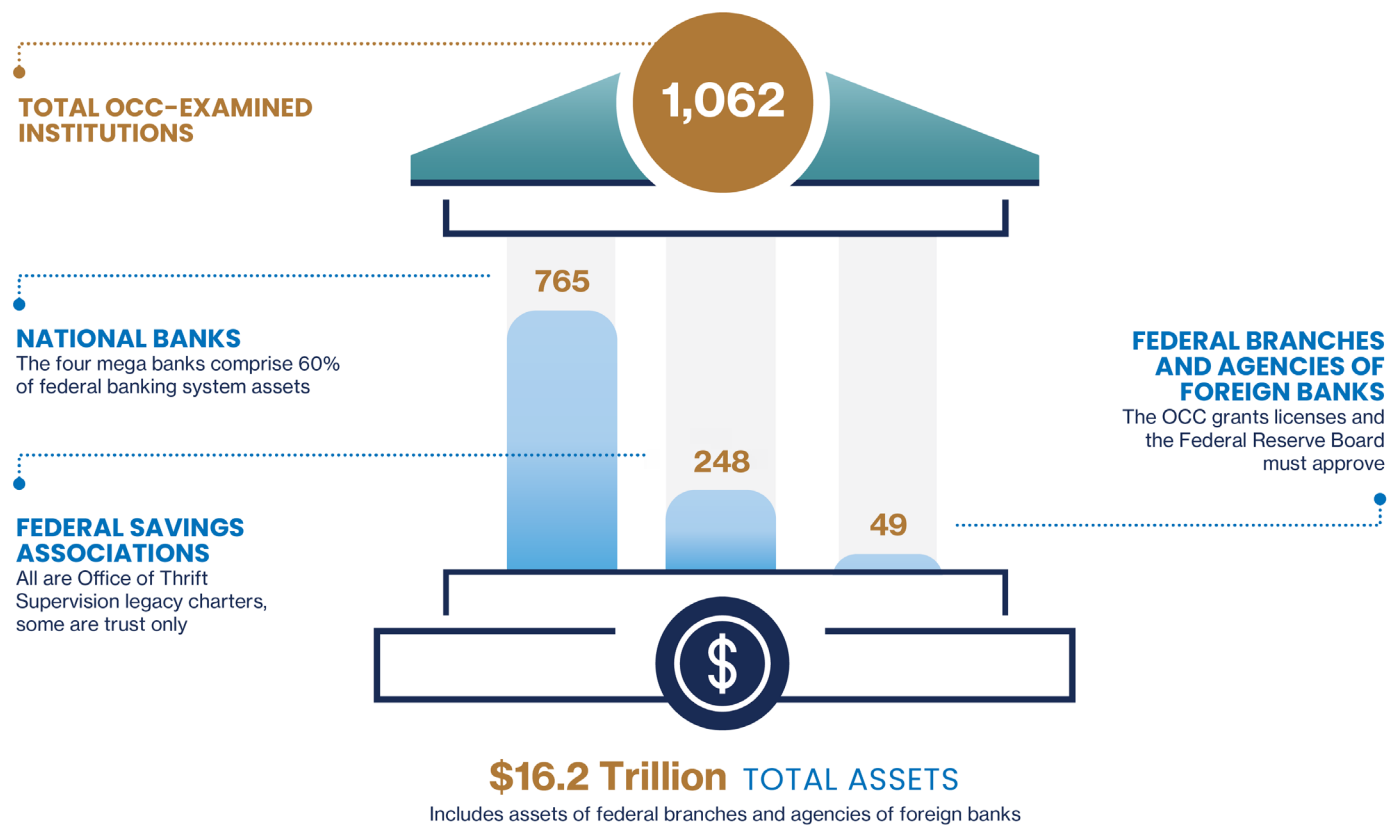 1,062
TOTAL OCC-EXAMINED
INSTITUTIONS
765
NATIONAL BANKS
The four mega banks comprise 60%
of federal banking system assets
248
FEDERAL SAVINGS
ASSOCIATIONS
All are Office of Thrift
Supervision legacy charters,
some are trust only
FEDERAL BRANCHES
AND AGENCIES OF
FOREIGN BANKS
The OCC grants licenses and
the Federal Reserve Board
must approve
49
$
$16.2 Trillion TOTAL ASSETS
Includes assets of federal branches and agencies of foreign banks